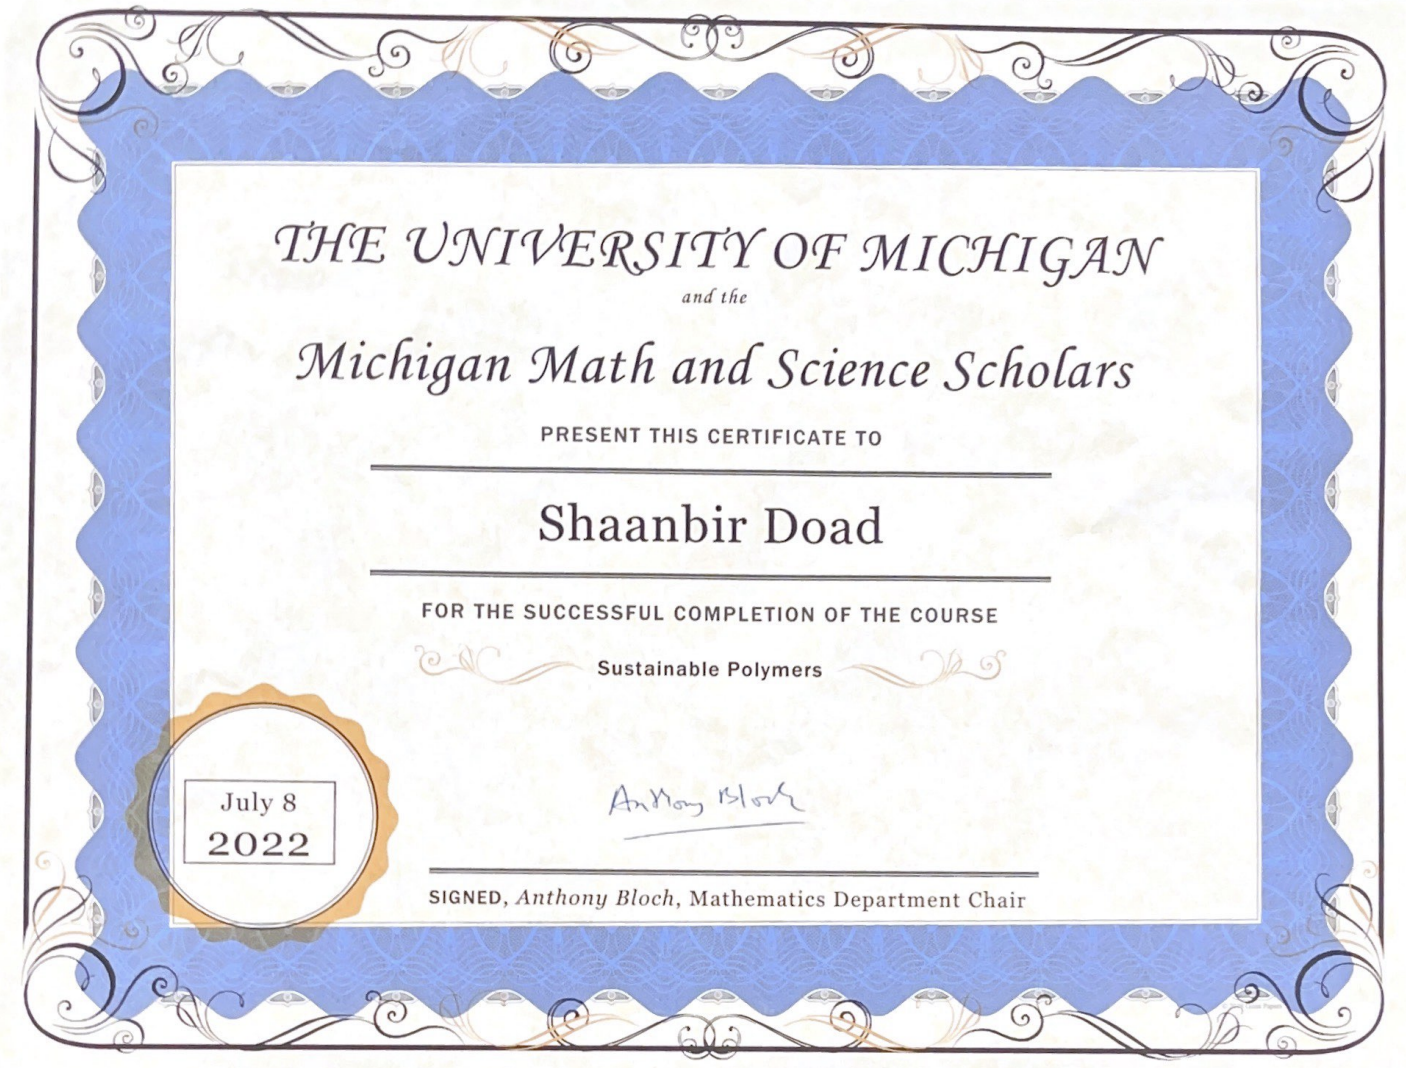 THE UNIVERSITY OF MICHIGAN
and the
Michigan Math and Science Scholars
PRESENT THIS CERTIFICATE TO
Shaanbir Doad
FOR THE SUCCESSFUL COMPLETION OF THE COURSE
Sustainable Polymers
July 8
2022
Anthony Bloch
SIGNED, Anthony Bloch, Mathematics Department Chair